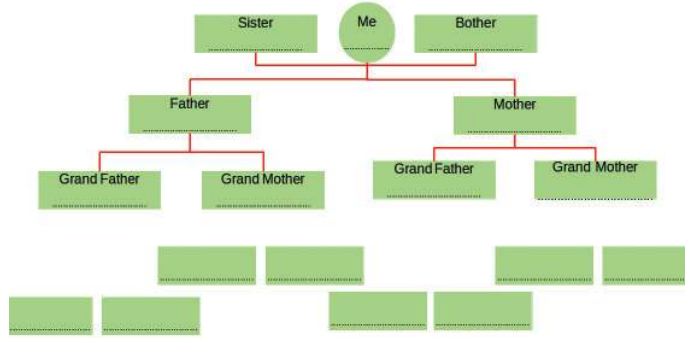 Sister
Me
Bother
Father
Mother
Grand Father
Grand Mother
Grand Father
Grand Mother